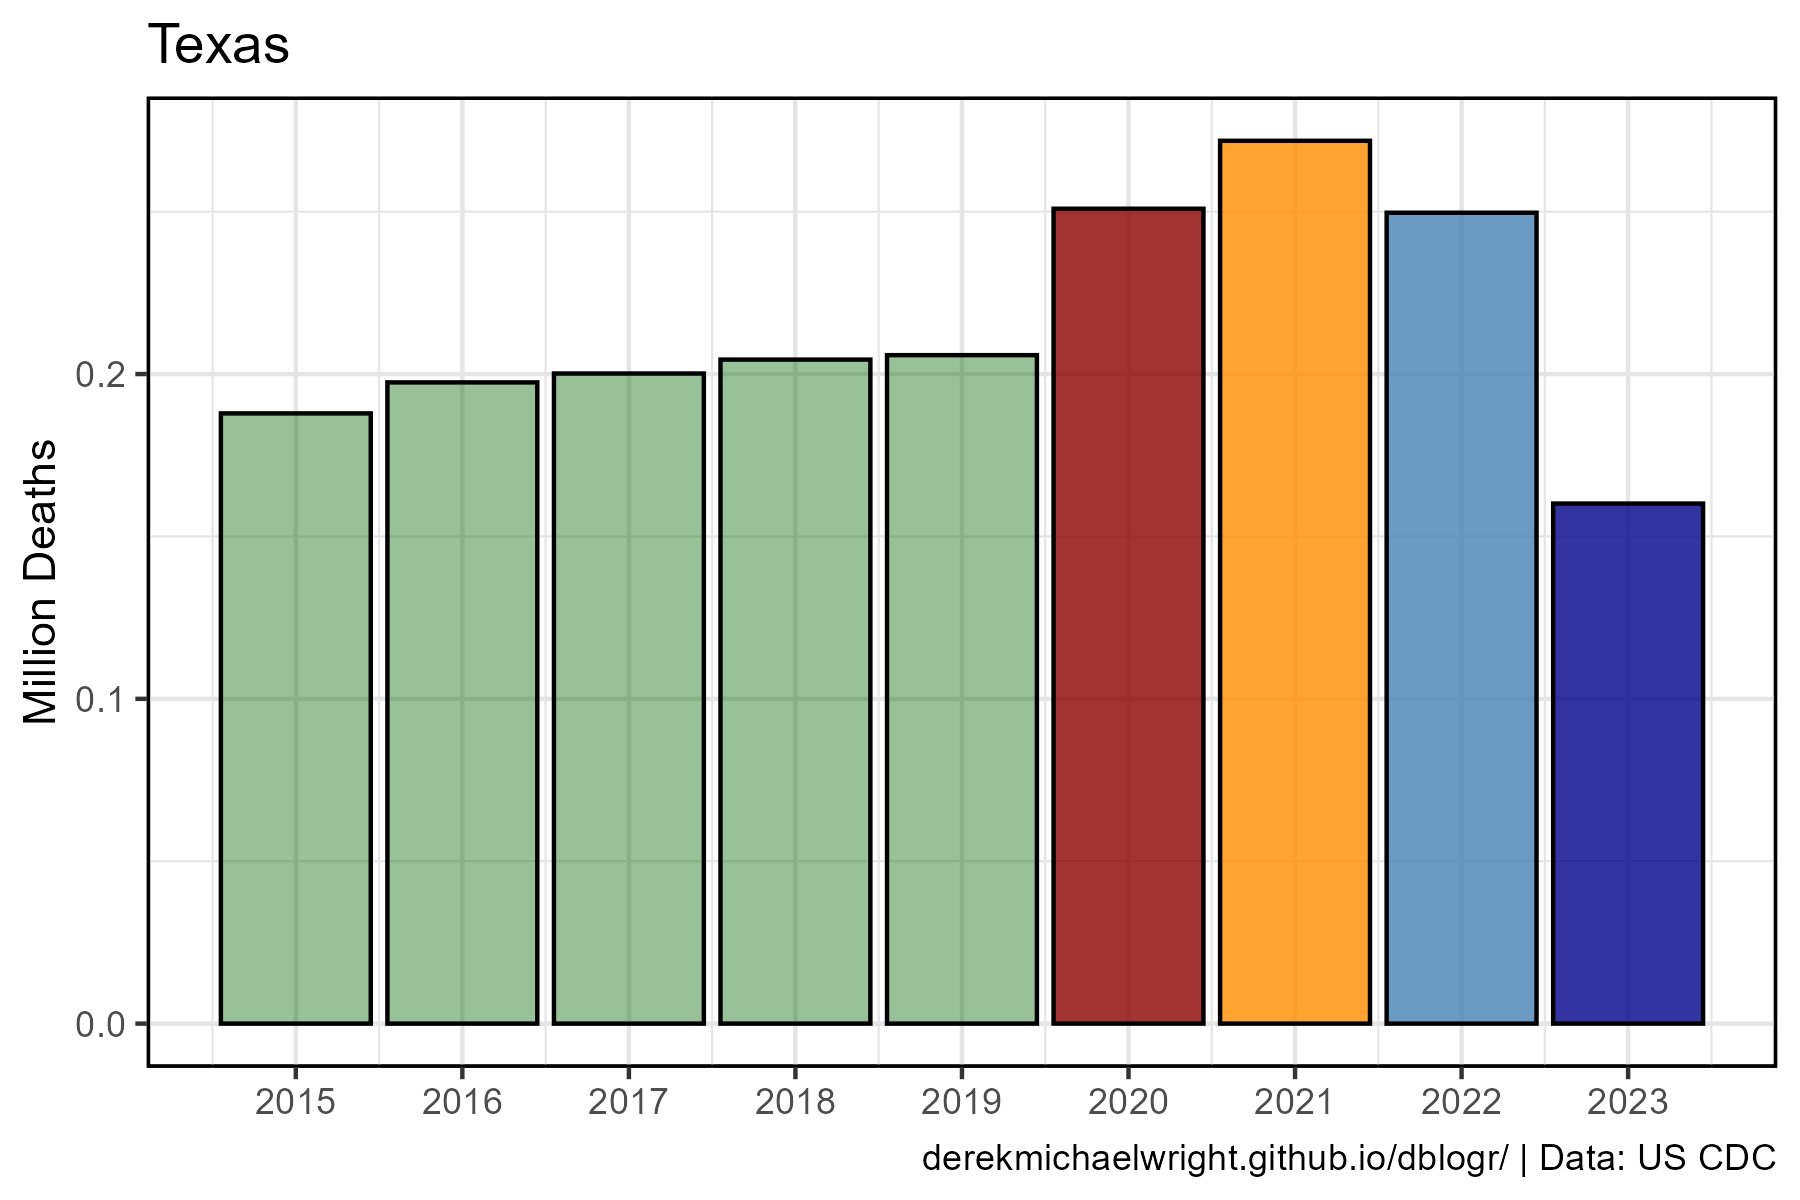 Texas
Million Deaths
0.2
0.1
0.0
2015 2016 2017 2018 2019 2020 2021 2022 2023
derekmichaelwright.github.io/dblogr/ | Data: US CDC